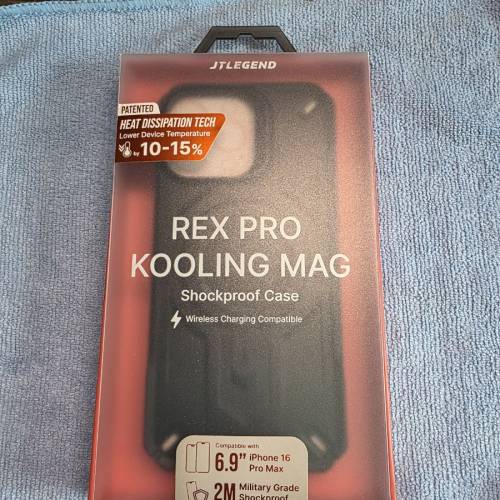 JTLEGEND
PATENTED
HEAT DISSIPATION TECH
Lower Device Temperature
by 10-15%
REX PRO
KOOLING MAG
Shockproof Case
Wireless Charging Compatible
Compatible with
6.9" iPhone 16
Pro Max
2M Military Grade
Shockproof